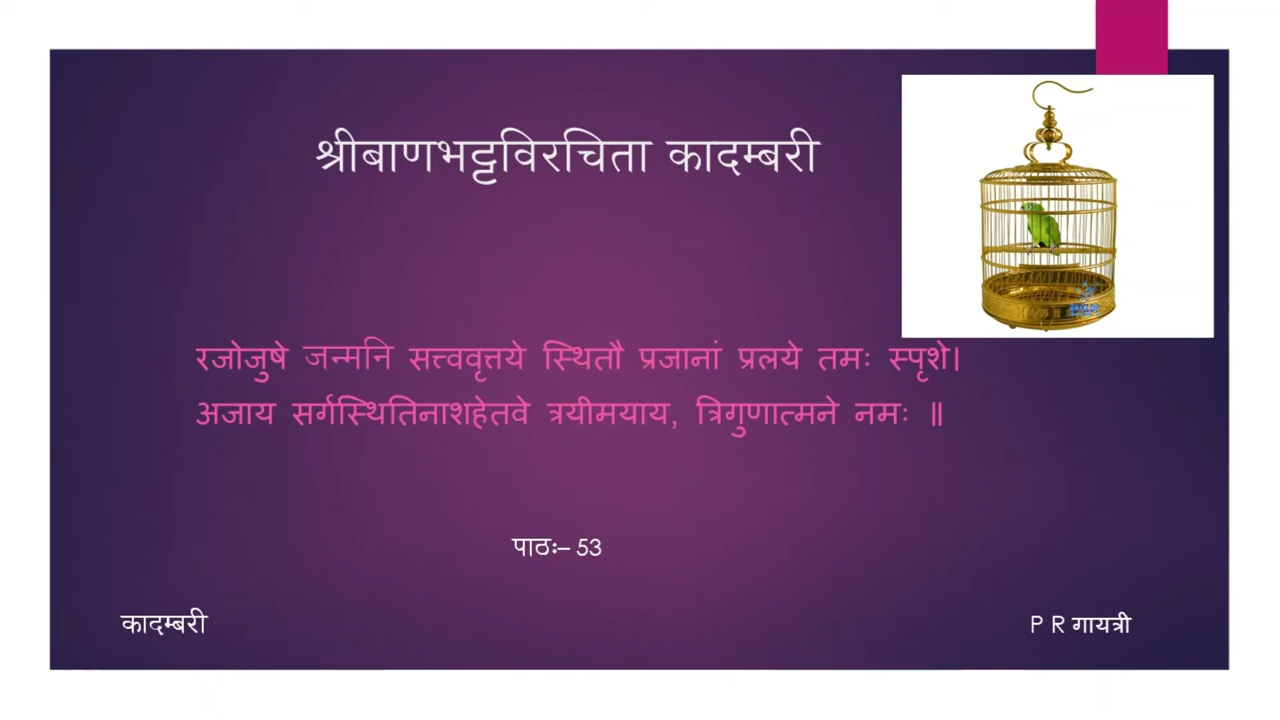 श्रीबाणभट्टविरचिता कादम्बरी
रजोजुषे जन्मनि सत्त्ववृत्तये स्थितौ प्रजानां प्रलये तमः स्पृशे।
अजाय सर्गस्थितिनाशहेतवे त्रयीमयाय, त्रिगुणात्मने नमः ॥
पाठः– 53
कादम्बरी
P R गायत्री